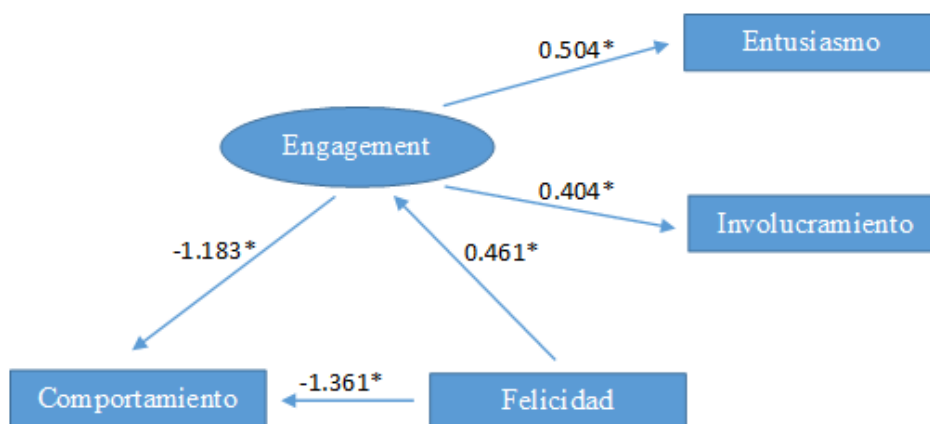 Entusiasmo
0.504*
Engagement
0.404*
Involucramiento
-1.183*
0.461*
-1.361*
Comportamiento
Felicidad